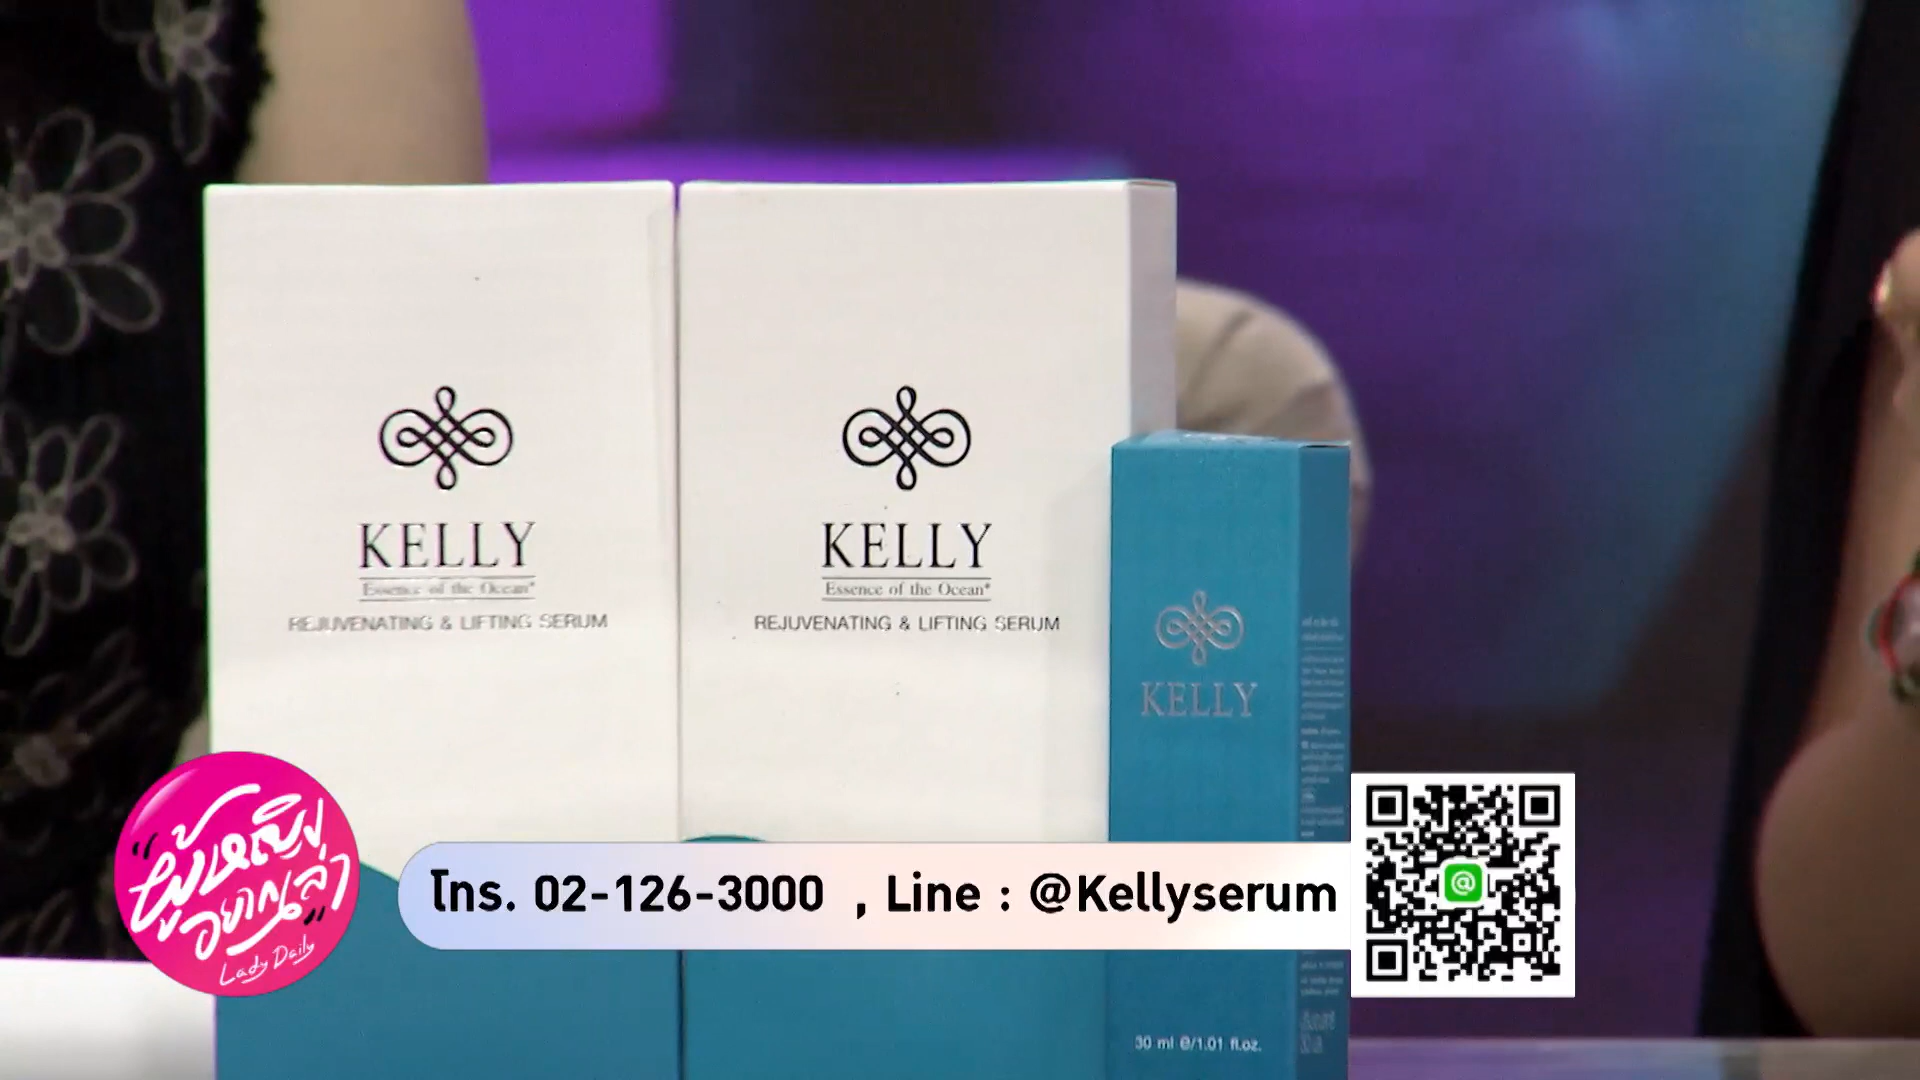 KELLY
Essence of the Ocean®
REJUVENATING & LIFTING SERUM
KELLY
Essence of the Ocean®
REJUVENATING & LIFTING SERUM
KELLY
30 ml ℮/1.01 fl.oz.
"ผู้หญิง
อยากเล่า"
Lady Daily
โทร. 02-126-3000 , Line : @Kellyserum
@